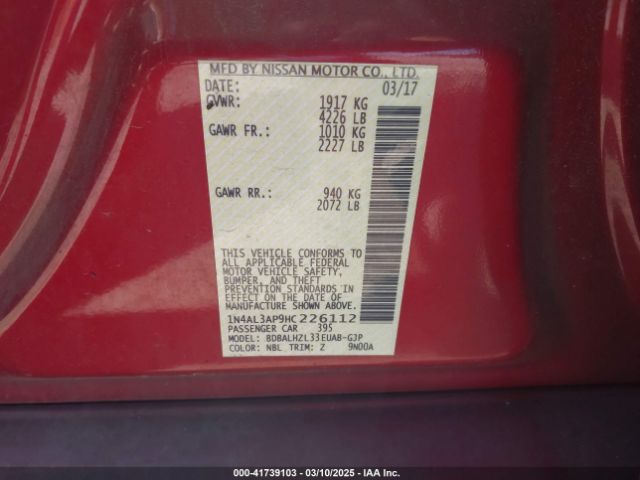 MFD BY NISSAN MOTOR CO., LTD.
DATE: 03/17
GVWR: 1917 KG
4226 LB
GAWR FR.: 1010 KG
2227 LB
GAWR RR.: 940 KG
2072 LB
THIS VEHICLE CONFORMS TO
ALL APPLICABLE FEDERAL
MOTOR VEHICLE SAFETY,
BUMPER, AND THEFT
PREVENTION STANDARDS
IN EFFECT ON THE DATE OF
MANUFACTURE SHOWN ABOVE.
1N4AL3AP9HC226112
PASSENGER CAR 395
MODEL: BDBALHZL33EUAB-GJP
COLOR: NBL TRIM: Z 9N00A
000-41739103 - 03/10/2025 - IAA Inc.